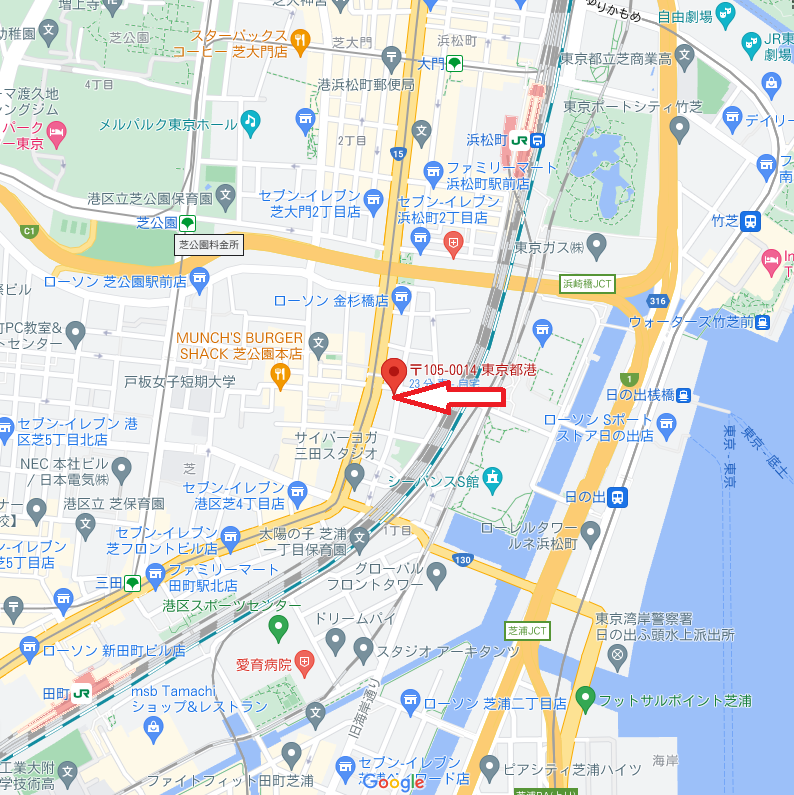 増上寺
芝公園
スターバックス
コーヒー 芝大門店
芝大門
港浜松町郵便局
浜松町
大門
ゆりかもめ
自由劇場
JR東
劇場
東京都立芝商業高
幼稚園
4丁目
マ渡久地
ングジム
パーク
ー東京
メルパルク東京ホール
2丁目
15
東京ポートシティ竹芝
デイリー
浜松町
JR
ファミリーマート
浜松町駅前店
港区立芝公園保育園
セブン-イレブン
芝大門2丁目店
セブン-イレブン
浜松町2丁目店
芝公園
竹芝
C1
芝公園料金所
東京ガス㈱
ローソン 芝公園駅前店
ローソン 金杉橋店
浜崎橋JCT
316
ウォーターズ竹芝前
町PC教室&
トセンター
MUNCH'S BURGER
SHACK 芝公園本店
〒105-0014 東京都港
戸板女子短期大学
1
日の出桟橋
セブン-イレブン 港
区芝5丁目北店
サイバーヨガ
三田スタジオ
ローソン Sポート
ストア日の出店
東京 - 東京
NEC 本社ビル
/ 日本電気㈱
芝
シーバンスS館
セブン-イレブン
港区芝4丁目店
日の出
港区立 芝保育園
1丁目
セブン-イレブン
芝フロントビル店
太陽の子 芝浦
一丁目保育園
ローレルタワー
ルネ浜松町
130
芝5丁目店
三田
ファミリーマート
田町駅北店
グローバル
フロントタワー
港区スポーツセンター
ドリームバイ
芝浦JCT
東京湾岸警察署
日の出ふ頭水上派出所
ローソン 新田町ビル店
愛育病院
スタジオ アーキタンツ
田町
JR
msb Tamachi
ショップ&レストラン
旧海岸通り
ローソン 芝浦二丁目店
フットサルポイント芝浦
海岸
工業大附
学技術高
ファイトフィット田町芝浦
セブン-イレブン
Google
ピアシティ芝浦ハイツ